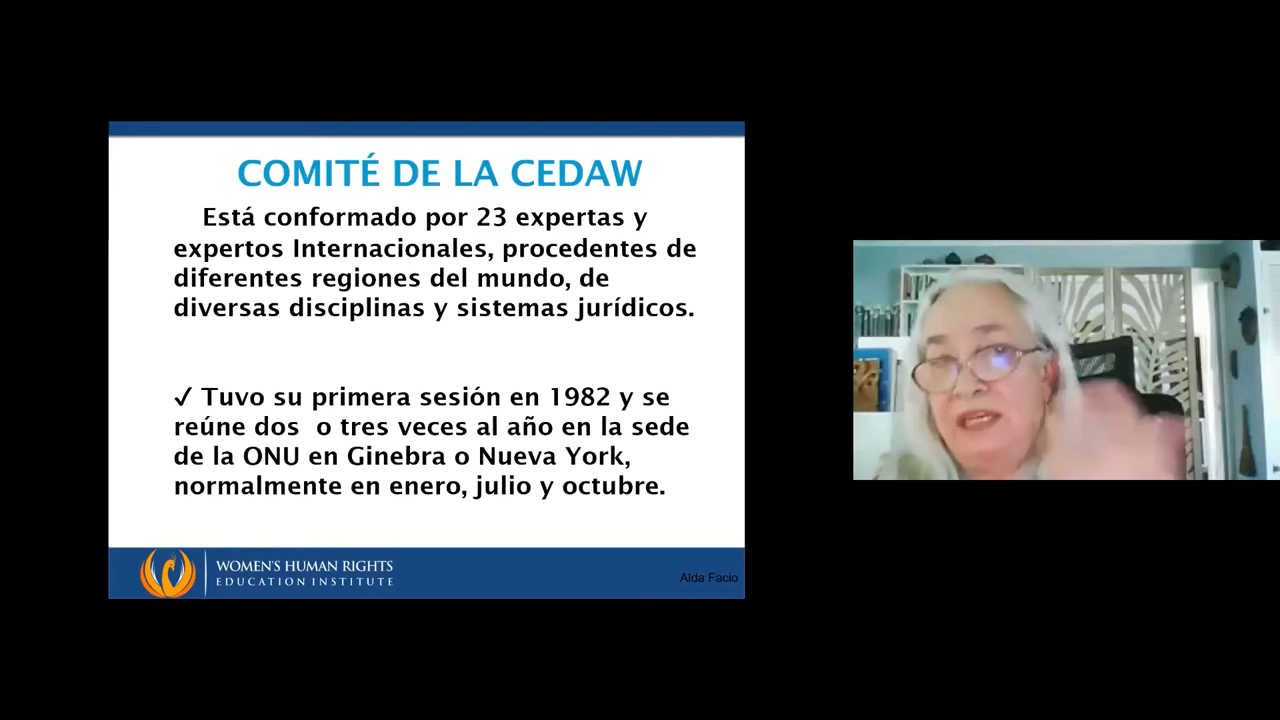 COMITÉ DE LA CEDAW
Está conformado por 23 expertas y
expertos Internacionales, procedentes de
diferentes regiones del mundo, de
diversas disciplinas y sistemas jurídicos.
✓ Tuvo su primera sesión en 1982 y se
reúne dos o tres veces al año en la sede
de la ONU en Ginebra o Nueva York,
normalmente en enero, julio y octubre.
WOMEN'S HUMAN RIGHTS
EDUCATION INSTITUTE
Alda Facio